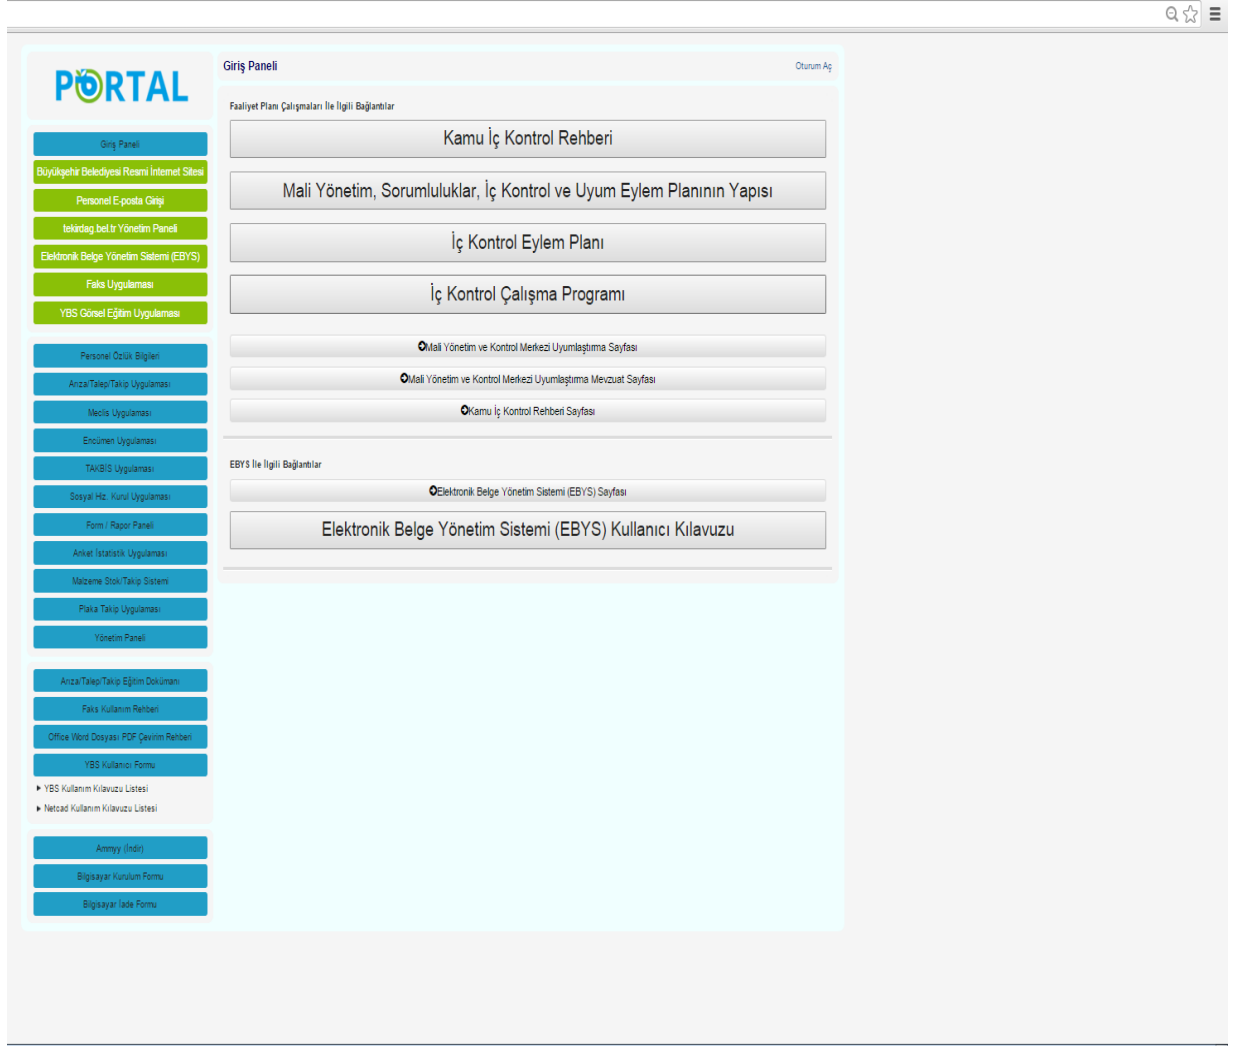 PORTAL
Giriş Paneli
Oturum Aç
Giriş Paneli
Büyükşehir Belediyesi Resmi İnternet Sitesi
Personel E-posta Girişi
tekirdag.bel.tr Yönetim Paneli
Elektronik Belge Yönetim Sistemi (EBYS)
Faks Uygulaması
YBS Görsel Eğitim Uygulaması
Personel Özlük Bilgileri
Arıza/Talep/Takip Uygulaması
Meclis Uygulaması
Encümen Uygulaması
TAKBİS Uygulaması
Sosyal Hiz. Kurul Uygulaması
Form / Rapor Paneli
Anket İstatistik Uygulaması
Malzeme Stok/Takip Sistemi
Plaka Takip Uygulaması
Yönetim Paneli
Arıza/Talep/Takip Eğitim Dokümanı
Faks Kullanım Rehberi
Office Word Dosyası PDF Çevirim Rehberi
YBS Kullanıcı Formu
YBS Kullanım Kılavuzu Listesi
Netcad Kullanım Kılavuzu Listesi
Ammyy (İndir)
Bilgisayar Kurulum Formu
Bilgisayar İade Formu
Faaliyet Planı Çalışmaları İle İlgili Bağlantılar
Kamu İç Kontrol Rehberi
Mali Yönetim, Sorumluluklar, İç Kontrol ve Uyum Eylem Planının Yapısı
İç Kontrol Eylem Planı
İç Kontrol Çalışma Programı
Mali Yönetim ve Kontrol Merkezi Uyumlaştırma Sayfası
Mali Yönetim ve Kontrol Merkezi Uyumlaştırma Mevzuat Sayfası
Kamu İç Kontrol Rehberi Sayfası
EBYS İle İlgili Bağlantılar
Elektronik Belge Yönetim Sistemi (EBYS) Sayfası
Elektronik Belge Yönetim Sistemi (EBYS) Kullanıcı Kılavuzu